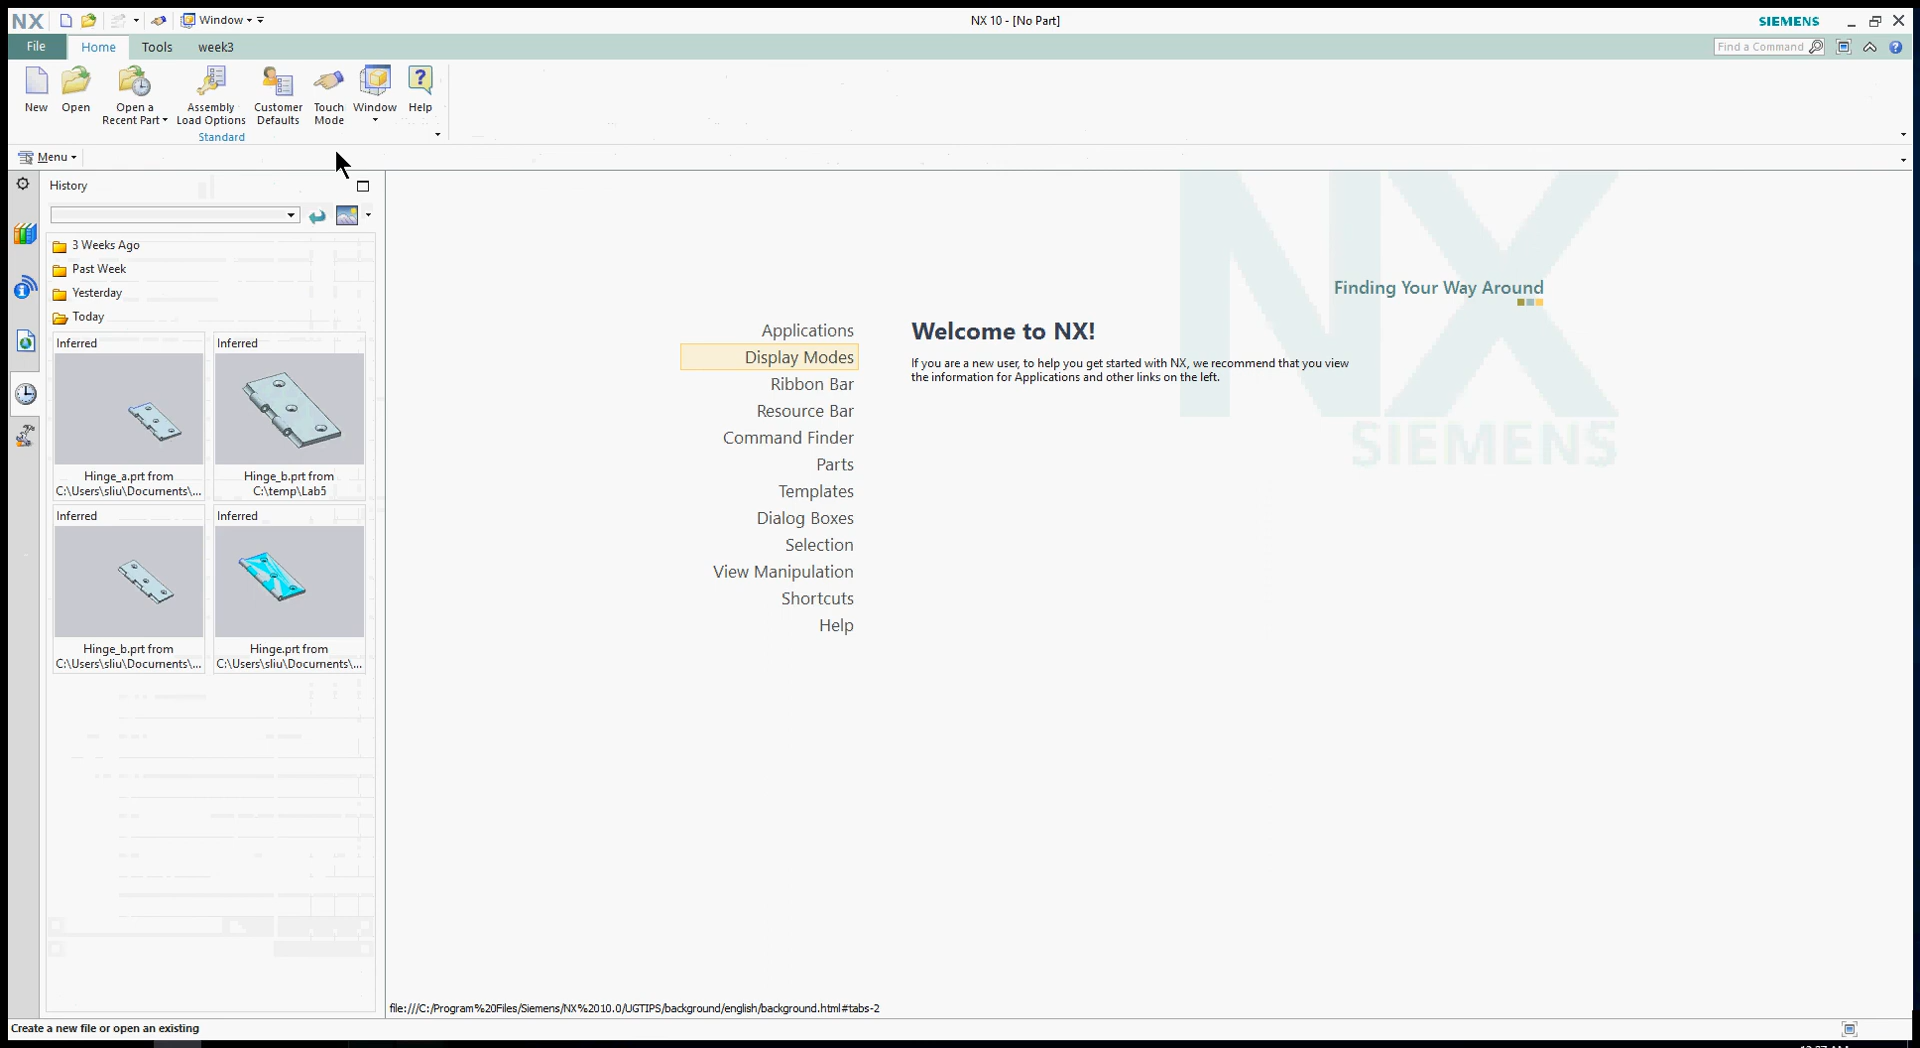 NX
Window
NX 10 - [No Part]
SIEMENS
File
Home
Tools
week3
Find a Command
New
Open
Open a
Recent Part
Assembly
Load Options
Customer
Defaults
Touch
Mode
Window
Help
Standard
Menu
History
3 Weeks Ago
Past Week
Yesterday
Today
Inferred
Inferred
Hinge_a.prt from
C:\Users\sliu\Documents\...
Hinge_b.prt from
C:\temp\Lab5
Inferred
Inferred
Hinge_b.prt from
C:\Users\sliu\Documents\...
Hinge.prt from
C:\Users\sliu\Documents\...
NX
SIEMENS
Finding Your Way Around
Applications
Display Modes
Ribbon Bar
Resource Bar
Command Finder
Parts
Templates
Dialog Boxes
Selection
View Manipulation
Shortcuts
Help
Welcome to NX!
If you are a new user, to help you get started with NX, we recommend that you view
the information for Applications and other links on the left.
file:///C:/Program%20Files/Siemens/NX%2010.0/UGTIPS/background/english/background.html#tabs-2
Create a new file or open an existing